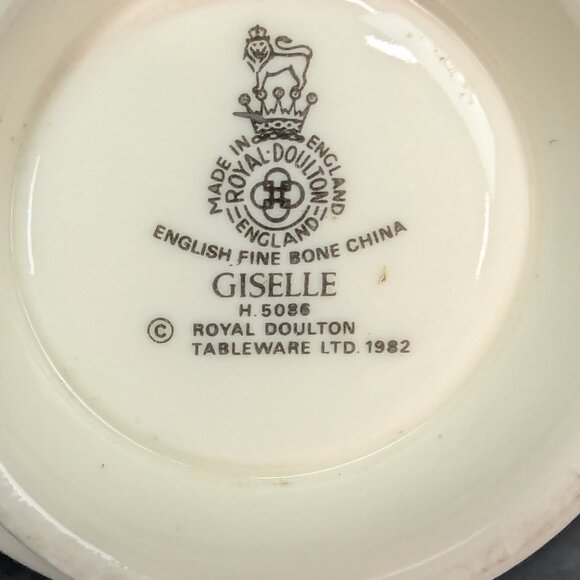 MADE IN ENGLAND
ROYAL·DOULTON
ENGLAND
ENGLISH FINE BONE CHINA
GISELLE
H.5086
© ROYAL DOULTON
TABLEWARE LTD. 1982